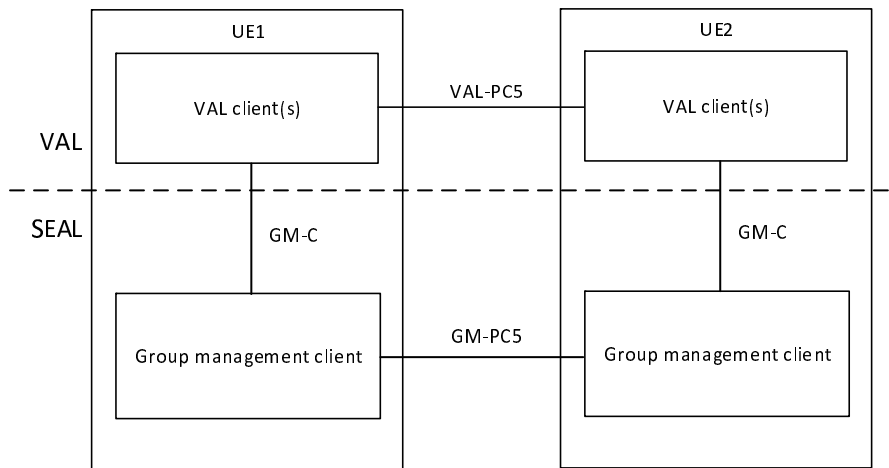 UE1
UE2
VAL client(s)
VAL-PC5
VAL client(s)
VAL
SEAL
GM-C
GM-C
Group management client
GM-PC5
Group management client